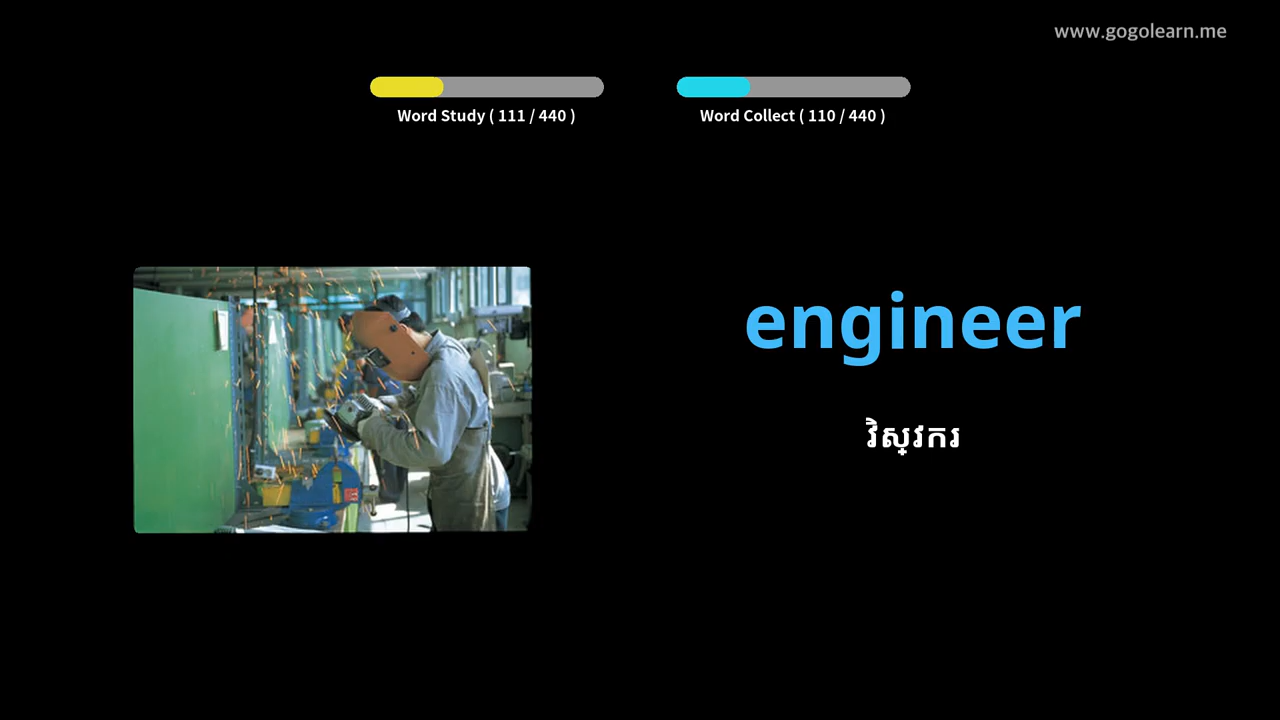 www.gogolearn.me
Word Study ( 111 / 440 )
Word Collect ( 110 / 440 )
engineer
វិស្វករ